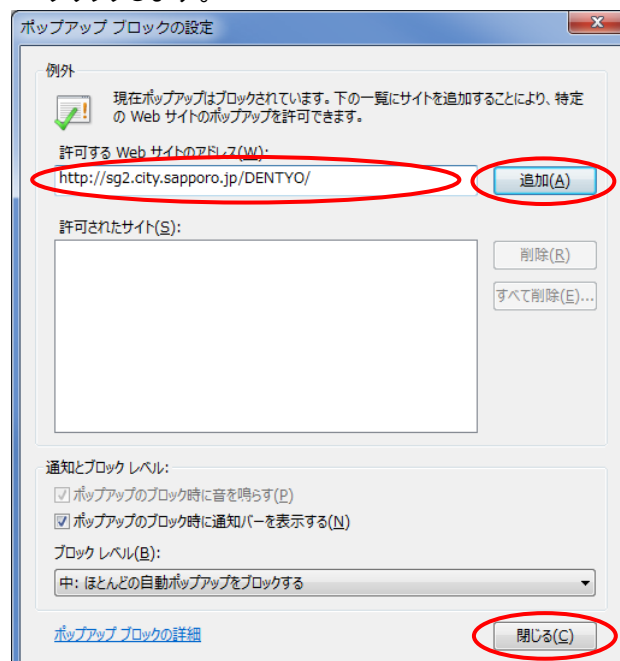 ポップアップ ブロックの設定
例外
現在ポップアップはブロックされています。下の一覧にサイトを追加することにより、特定
の Web サイトのポップアップを許可できます。
許可する Web サイトのアドレス(W):
http://sg2.city.sapporo.jp/DENTYO/
追加(A)
許可されたサイト(S):
削除(R)
すべて削除(E)...
通知とブロック レベル:
ポップアップのブロック時に音を鳴らす(P)
ポップアップのブロック時に通知バーを表示する(N)
ブロック レベル(B):
中: ほとんどの自動ポップアップをブロックする
ポップアップ ブロックの詳細
閉じる(C)